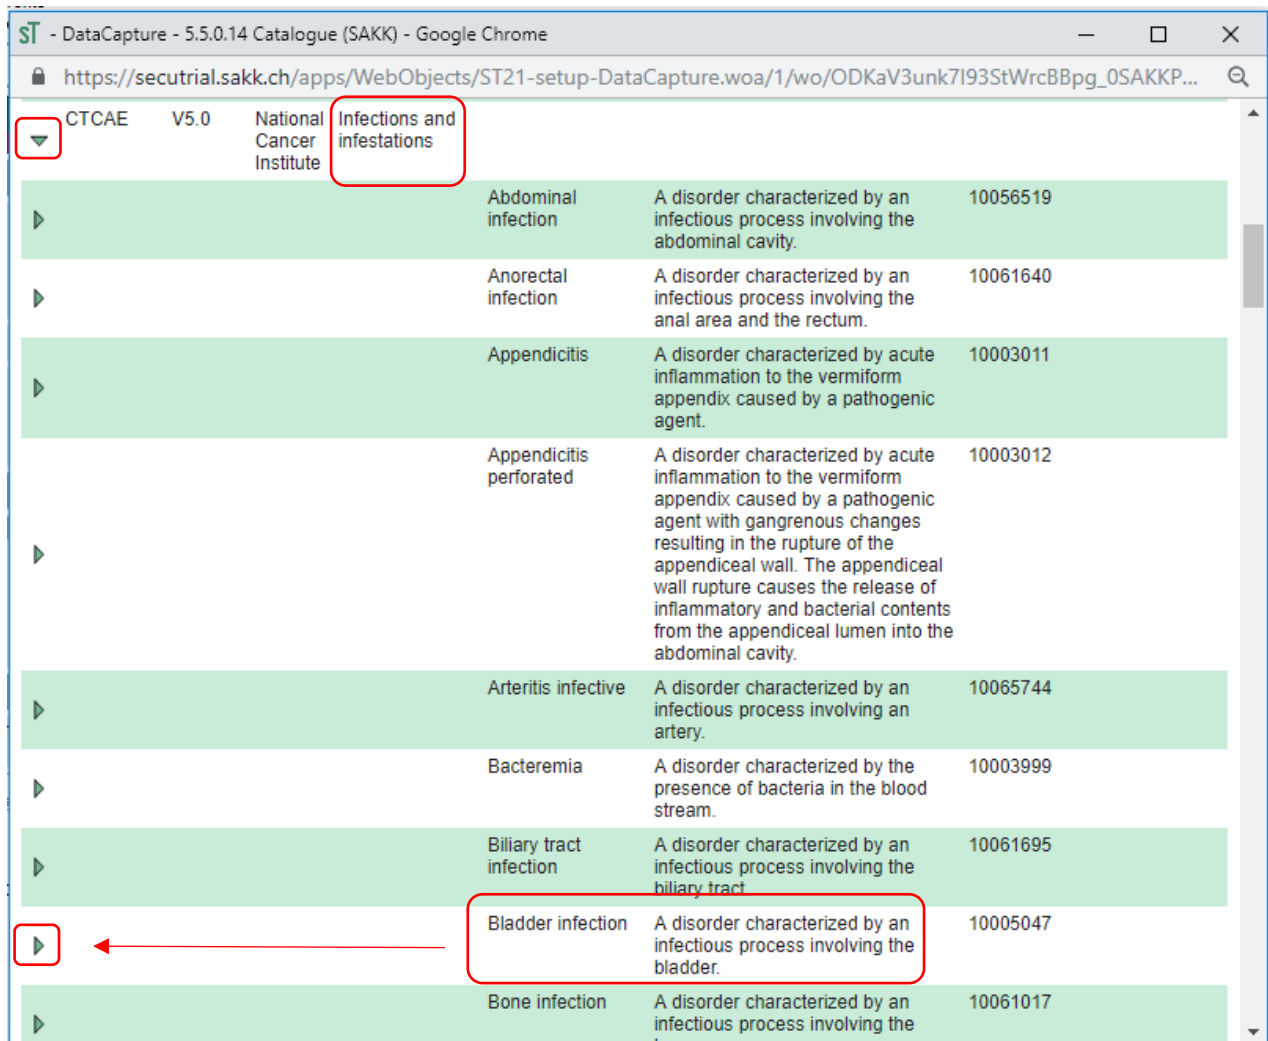 sT - DataCapture - 5.5.0.14 Catalogue (SAKK) - Google Chrome
https://secutrial.sakk.ch/apps/WebObjects/ST21-setup-DataCapture.woa/1/wo/ODKaV3unk7I93StWrcBBpg_0SAKKP...
CTCAE V5.0 National Infections and
Cancer infestations
Institute
Abdominal A disorder characterized by an 10056519
infection infectious process involving the
abdominal cavity.
Anorectal A disorder characterized by an 10061640
infection infectious process involving the
anal area and the rectum.
Appendicitis A disorder characterized by acute 10003011
inflammation to the vermiform
appendix caused by a pathogenic
agent.
Appendicitis A disorder characterized by acute 10003012
perforated inflammation to the vermiform
appendix caused by a pathogenic
agent with gangrenous changes
resulting in the rupture of the
appendiceal wall. The appendiceal
wall rupture causes the release of
inflammatory and bacterial contents
from the appendiceal lumen into the
abdominal cavity.
Arteritis infective A disorder characterized by an 10065744
infectious process involving an
artery.
Bacteremia A disorder characterized by the 10003999
presence of bacteria in the blood
stream.
Biliary tract A disorder characterized by an 10061695
infection infectious process involving the
biliary tract
Bladder infection A disorder characterized by an 10005047
infectious process involving the
bladder.
Bone infection A disorder characterized by an 10061017
infectious process involving the